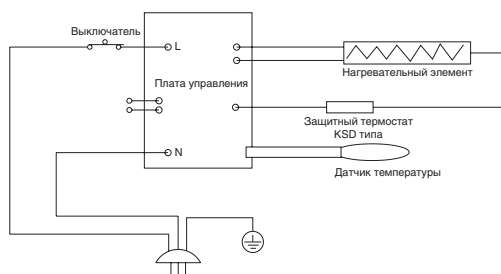 Выключатель
L
Плата управления
Нагревательный элемент
Защитный термостат
KSD типа
N
Датчик температуры